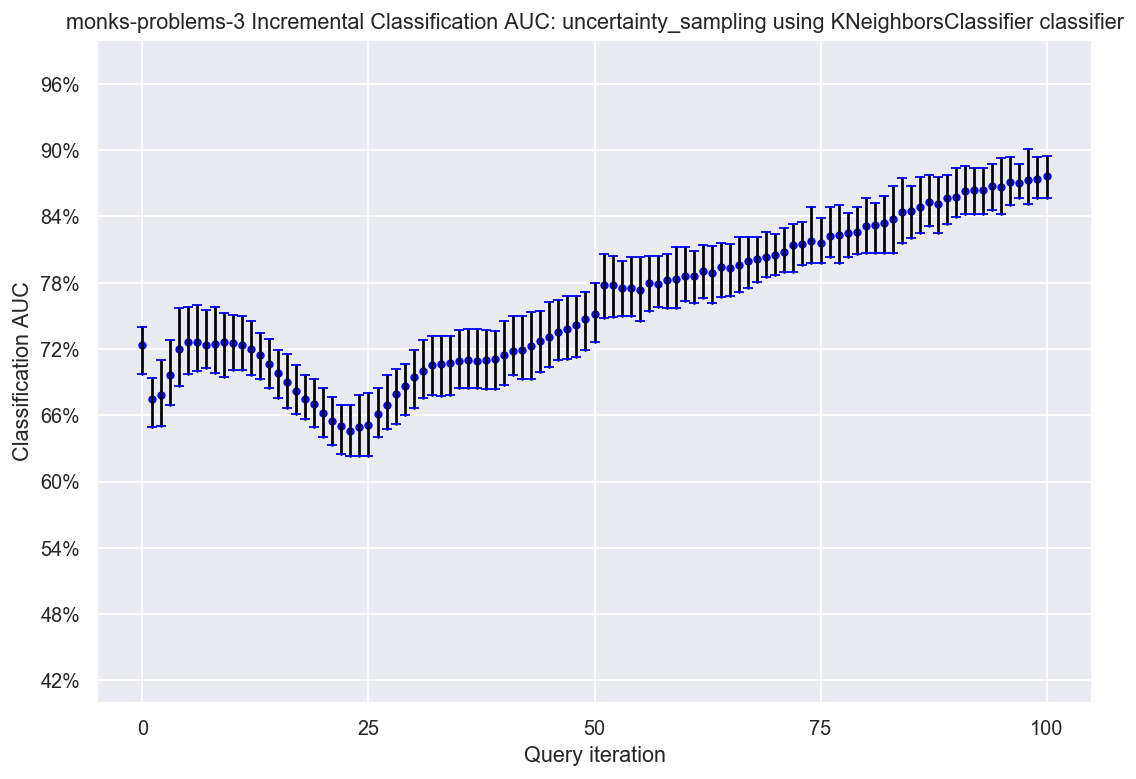 monks-problems-3 Incremental Classification AUC: uncertainty_sampling using KNeighborsClassifier classifier
96%
90%
84%
78%
72%
66%
60%
54%
48%
42%
Classification AUC
0 25 50 75 100
Query iteration